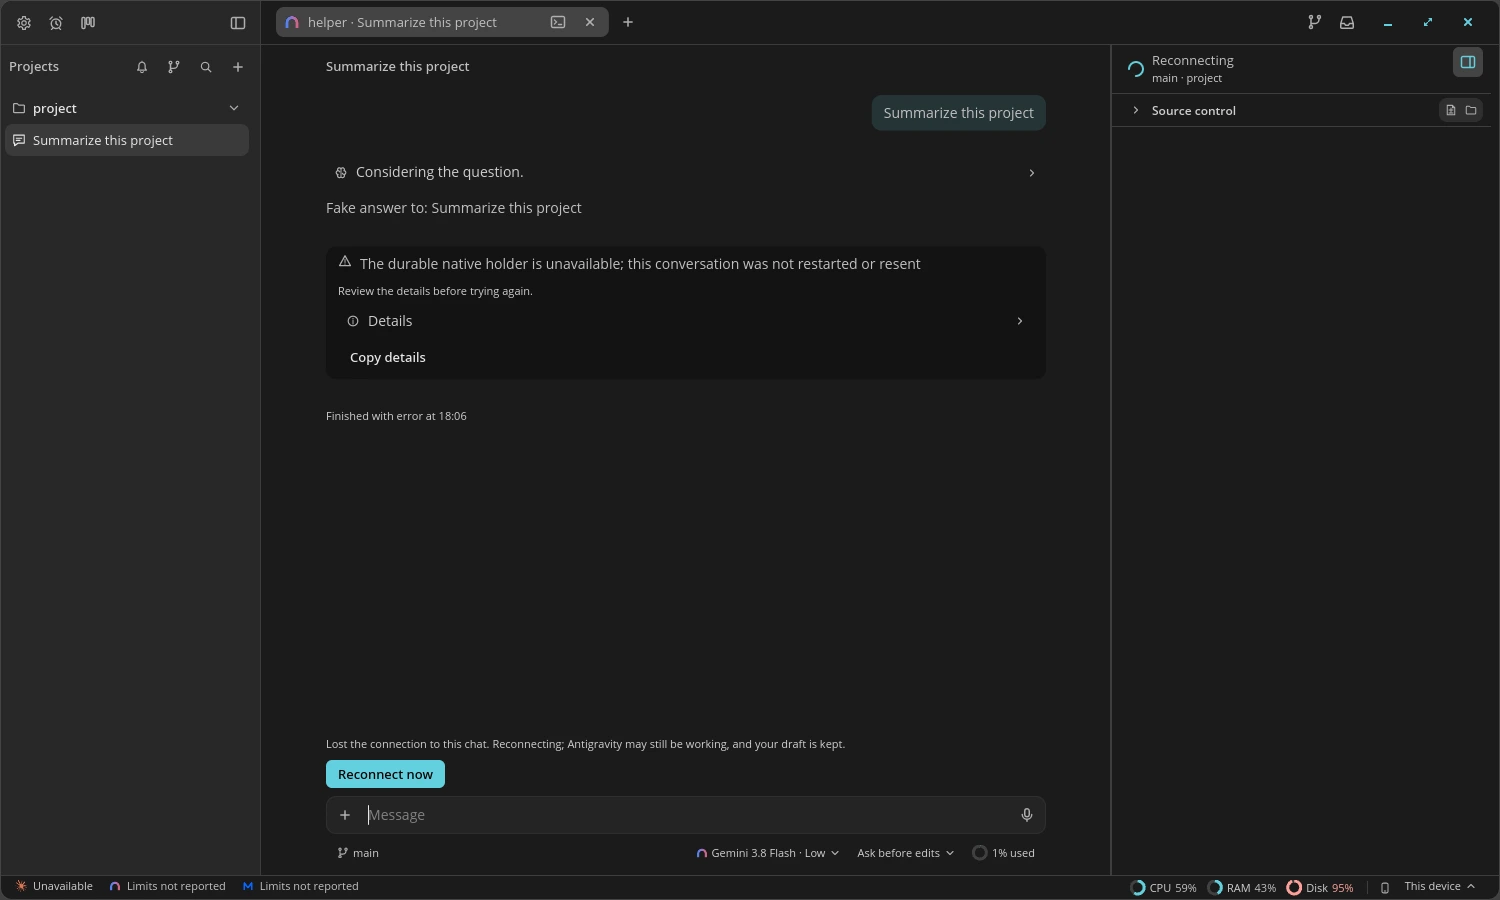 helper · Summarize this project
Projects
project
Summarize this project
Summarize this project
Summarize this project
Considering the question.
Fake answer to: Summarize this project
The durable native holder is unavailable; this conversation was not restarted or resent
Review the details before trying again.
Details
Copy details
Finished with error at 18:06
Lost the connection to this chat. Reconnecting; Antigravity may still be working, and your draft is kept.
Reconnect now
Message
main
Gemini 3.8 Flash · Low
Ask before edits
1% used
Reconnecting
main · project
Source control
Unavailable
Limits not reported
Limits not reported
CPU 59%
RAM 43%
Disk 95%
This device